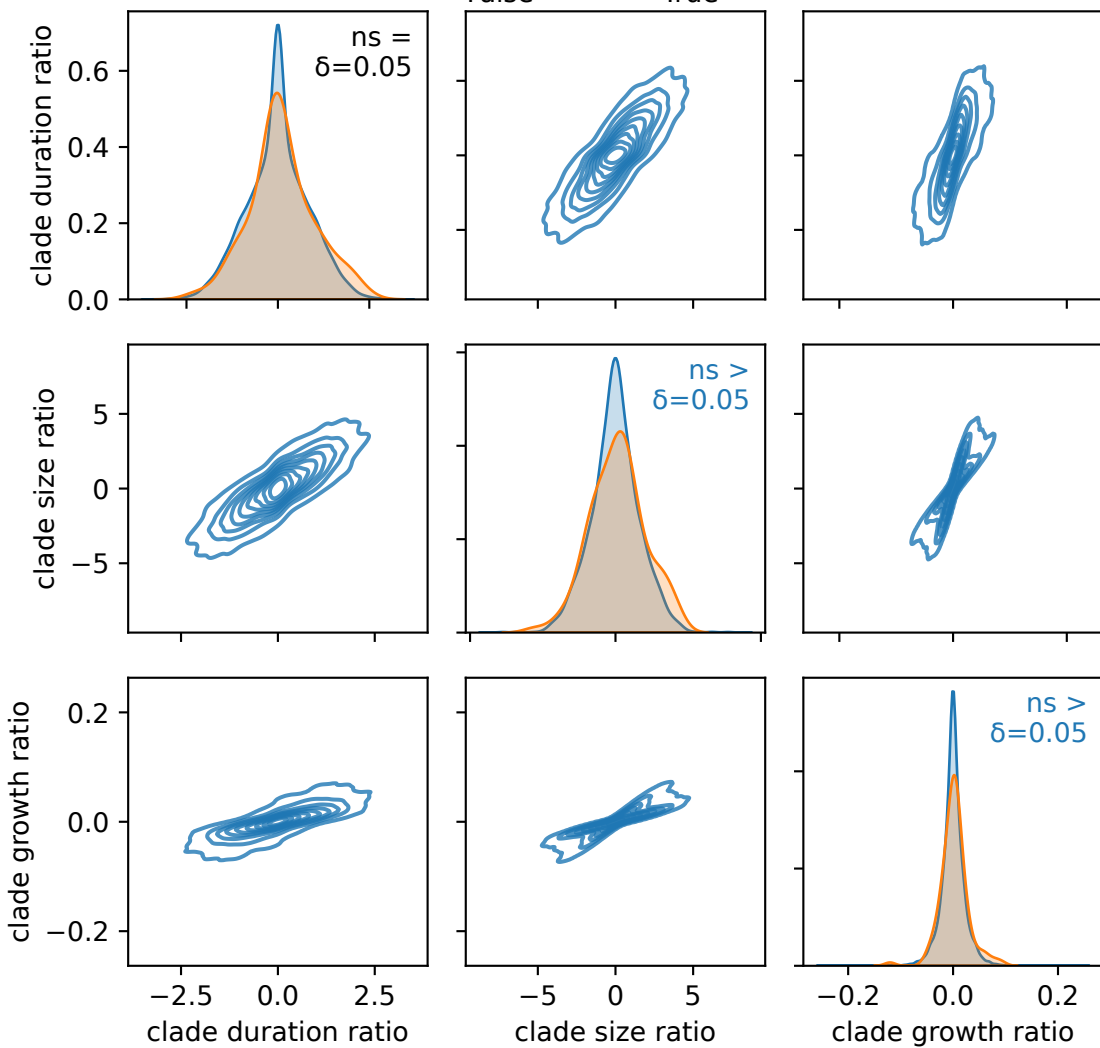 clade duration ratio
0.6
0.4
0.2
0.0
ns =
δ=0.05
clade size ratio
5
0
−5
ns >
δ=0.05
clade growth ratio
0.2
0.0
−0.2
ns >
δ=0.05
−2.5 0.0 2.5
−5 0 5
−0.2 0.0 0.2
clade duration ratio
clade size ratio
clade growth ratio